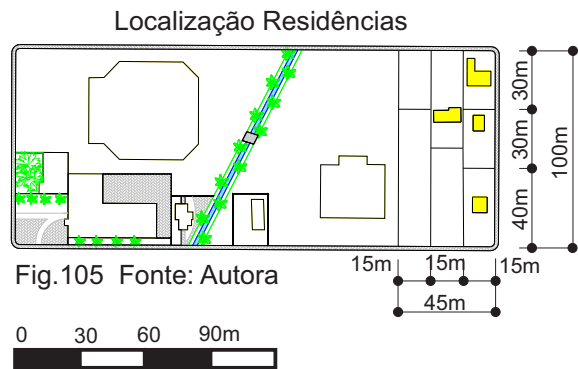 Localização Residências
30m
30m
100m
40m
15m 15m 15m
45m
Fig.105 Fonte: Autora
0 30 60 90m